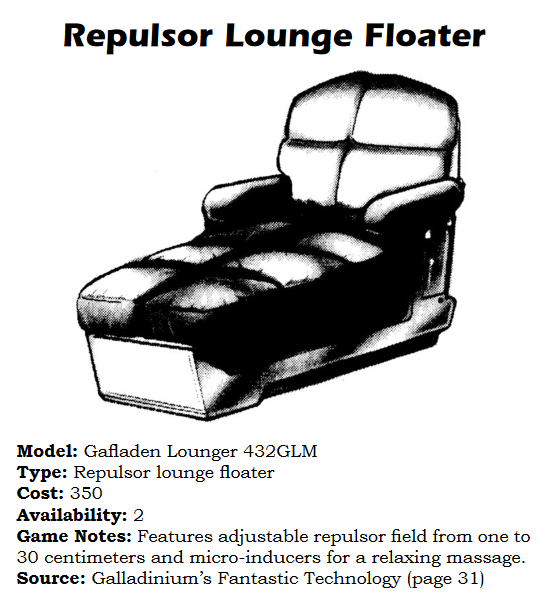 Repulsor Lounge Floater
Model: Gafladen Lounger 432GLM
Type: Repulsor lounge floater
Cost: 350
Availability: 2
Game Notes: Features adjustable repulsor field from one to
30 centimeters and micro-inducers for a relaxing massage.
Source: Galladinium's Fantastic Technology (page 31)